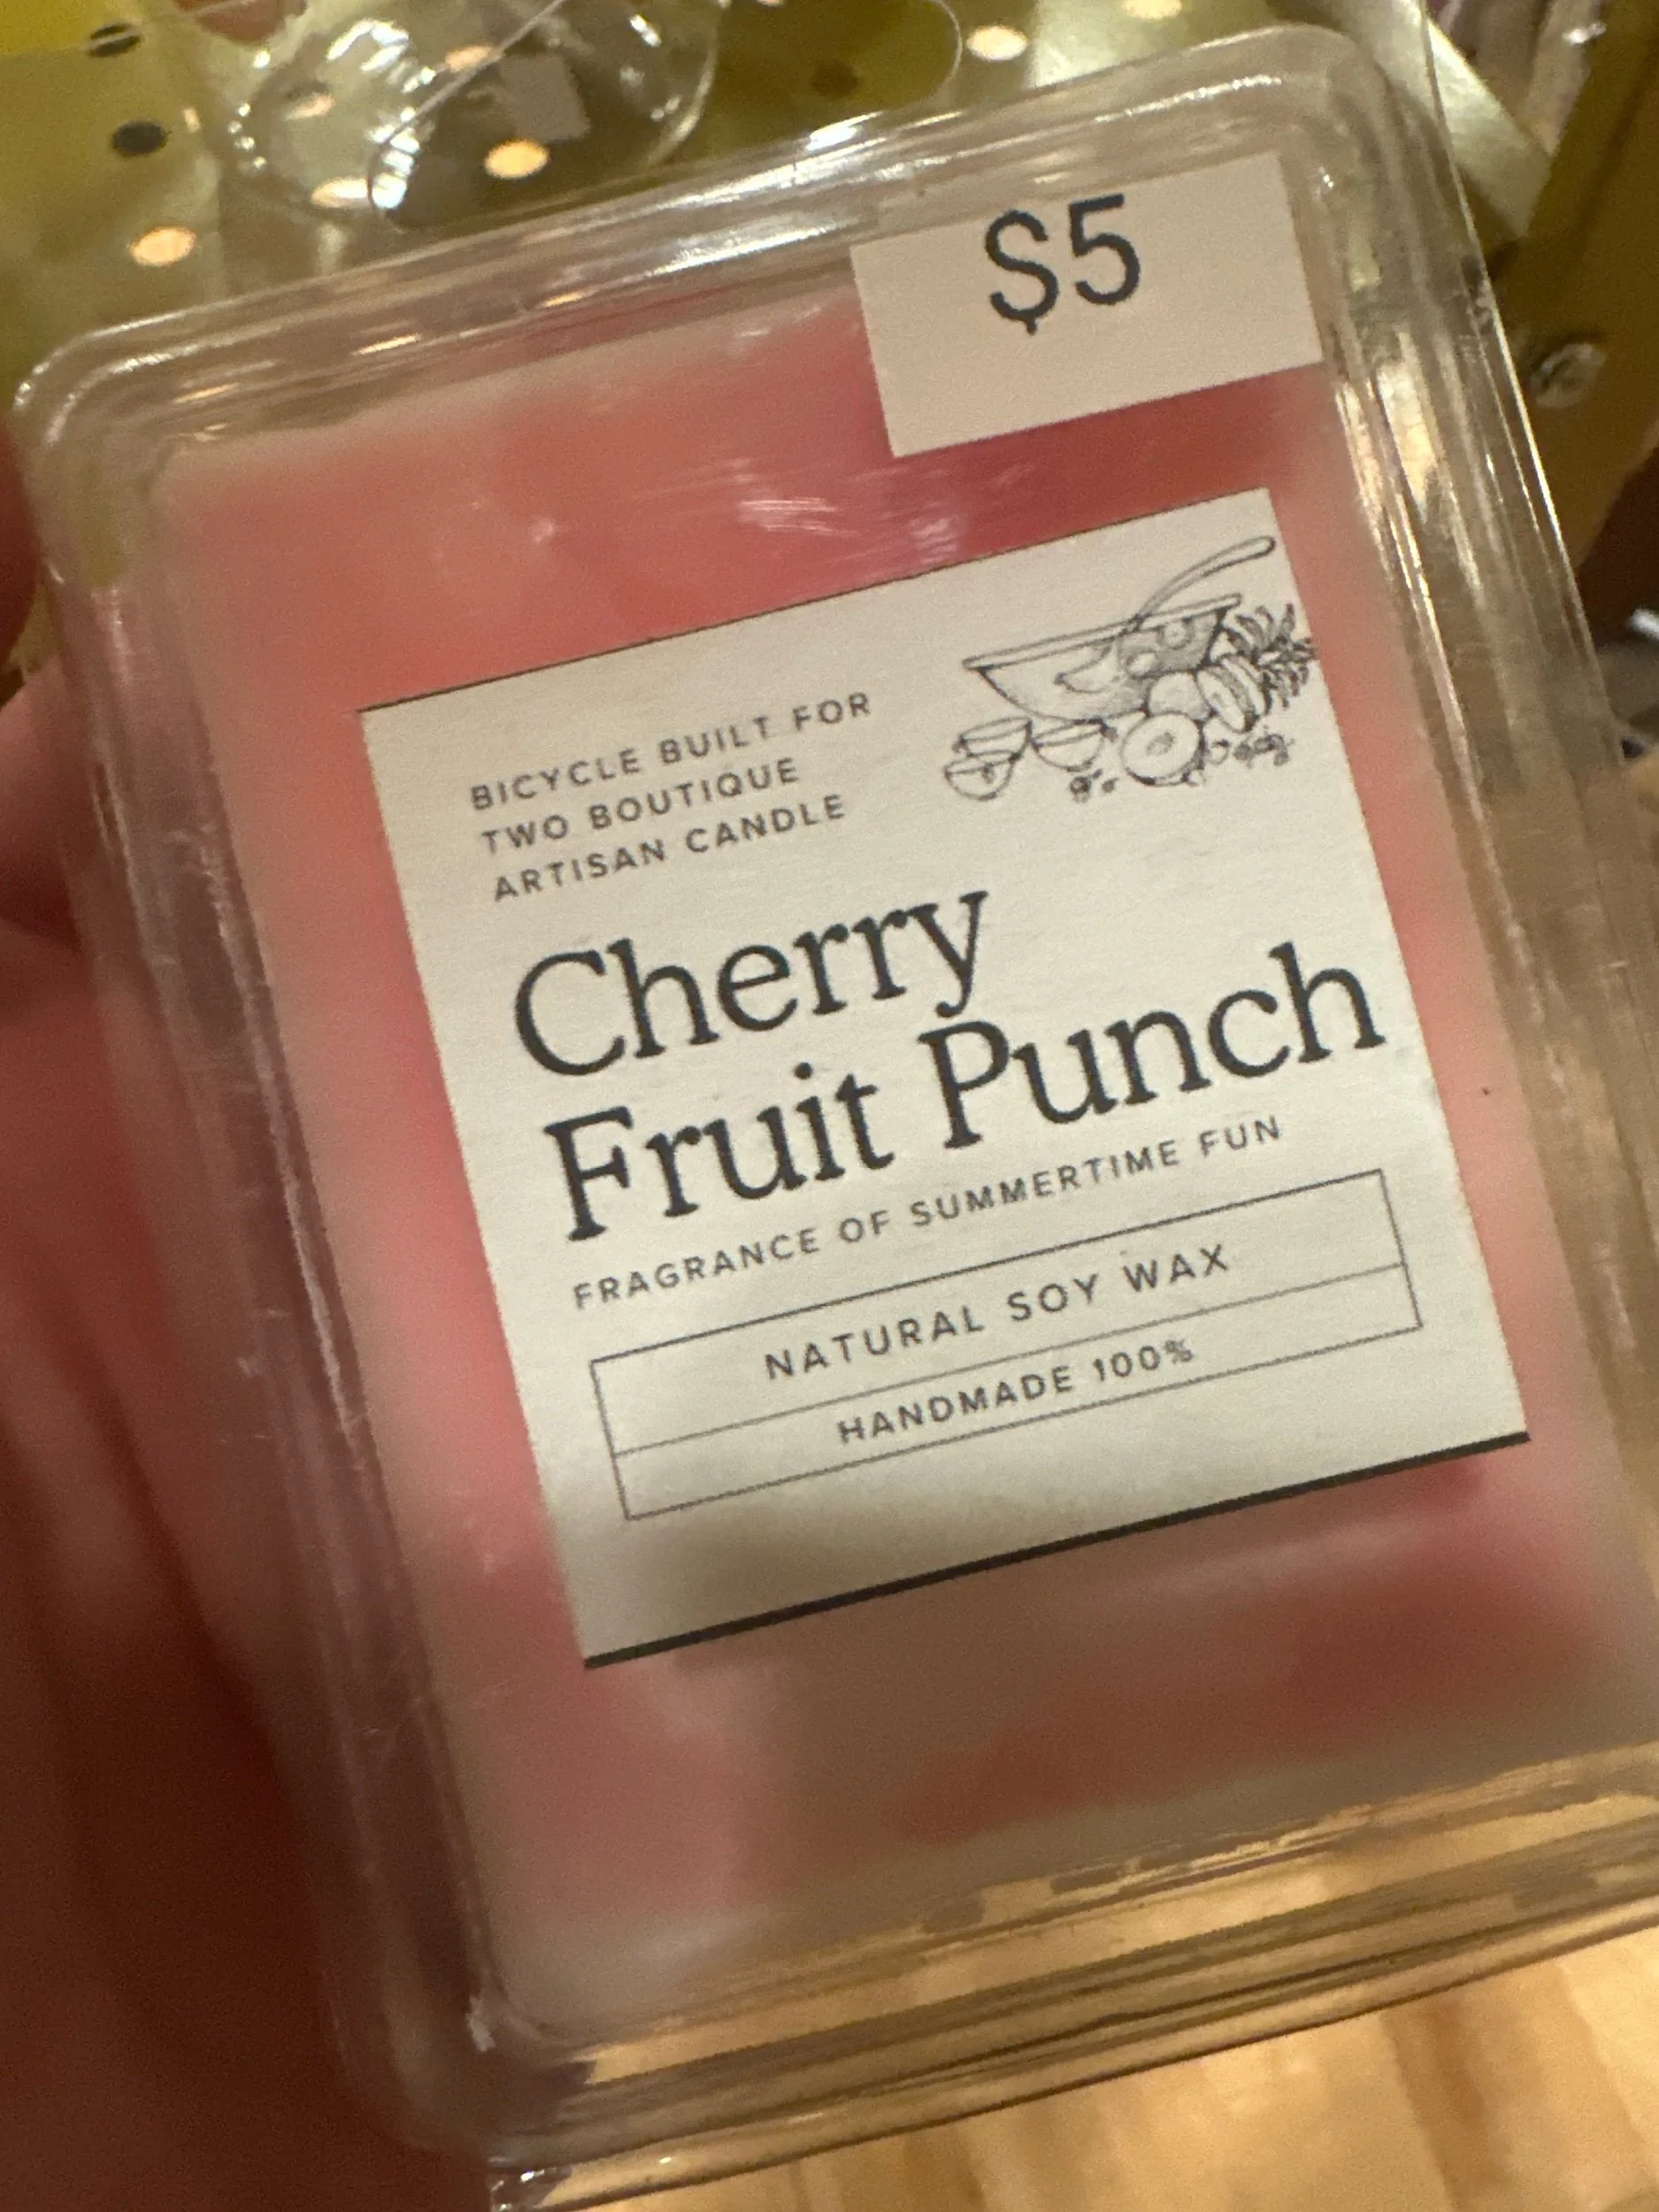 $5
BICYCLE BUILT FOR
TWO BOUTIQUE
ARTISAN CANDLE
Cherry
Fruit Punch
FRAGRANCE OF SUMMERTIME FUN
NATURAL SOY WAX
HANDMADE 100%